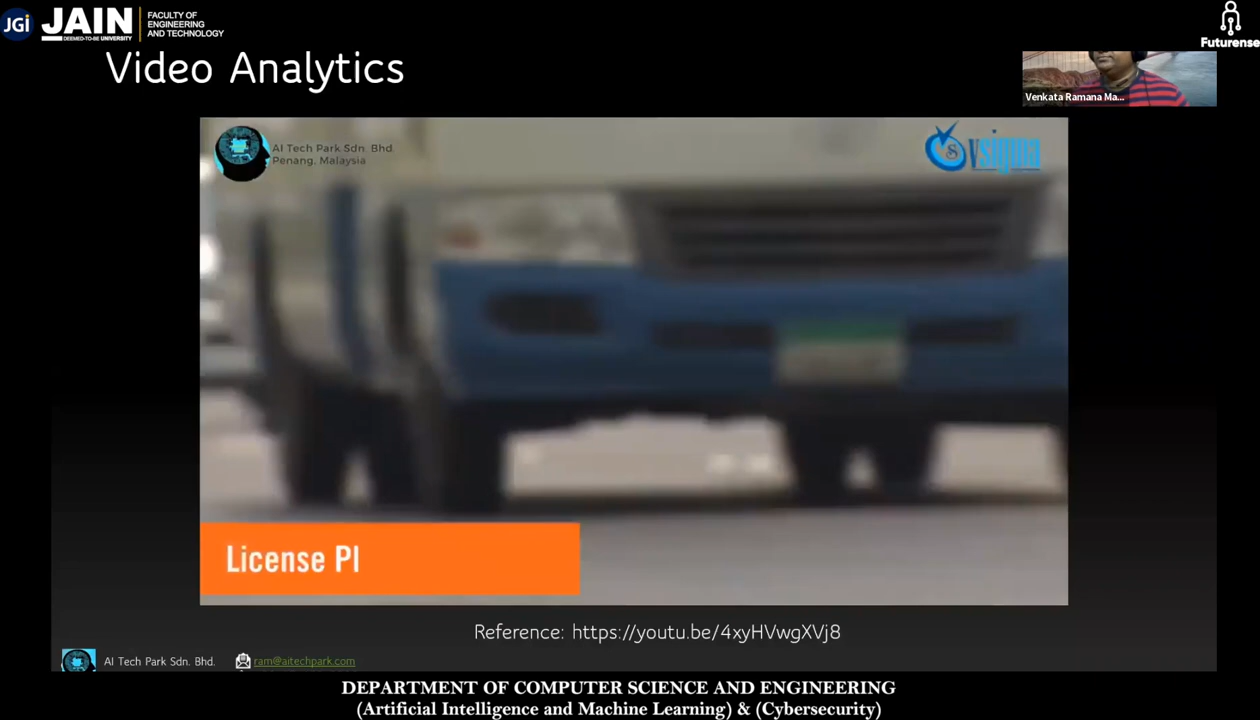 JGi
JAIN
DEEMED-TO-BE UNIVERSITY
FACULTY OF
ENGINEERING
AND TECHNOLOGY
Futurense
Video Analytics
Venkata Ramana Ma...
AI Tech Park Sdn. Bhd.
Penang, Malaysia
vsigma
License Pl
Reference: https://youtu.be/4xyHVwgXVj8
AI Tech Park Sdn. Bhd.
ram@aitechpark.com
DEPARTMENT OF COMPUTER SCIENCE AND ENGINEERING
(Artificial Intelligence and Machine Learning) & (Cybersecurity)